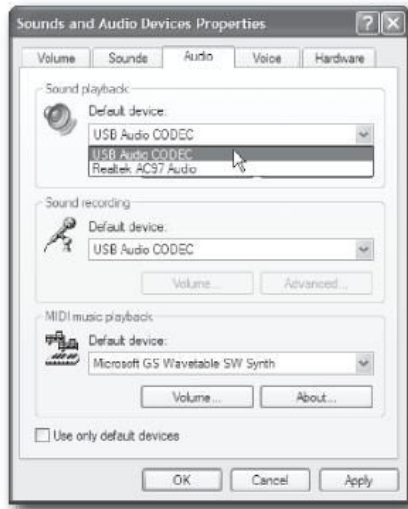 Sounds and Audio Devices Properties
Volume Sounds Audio Voice Hardware
Sound playback
Default device:
USB Audio CODEC
USB Audio CODEC
Realtek AC97 Audio
Sound recording
Default device:
USB Audio CODEC
Volume... Advanced...
MIDI music playback
Default device:
Microsoft GS Wavetable SW Synth
Volume... About...
Use only default devices
OK Cancel Apply